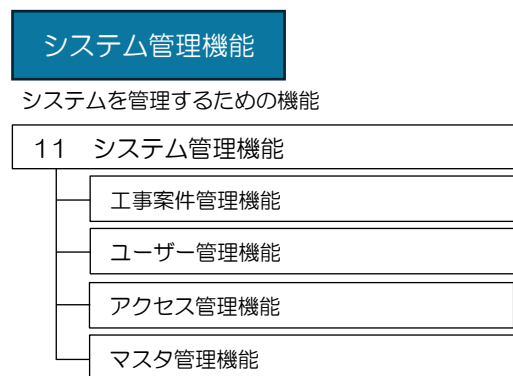 システム管理機能
システムを管理するための機能
11 システム管理機能
工事案件管理機能
ユーザー管理機能
アクセス管理機能
マスタ管理機能